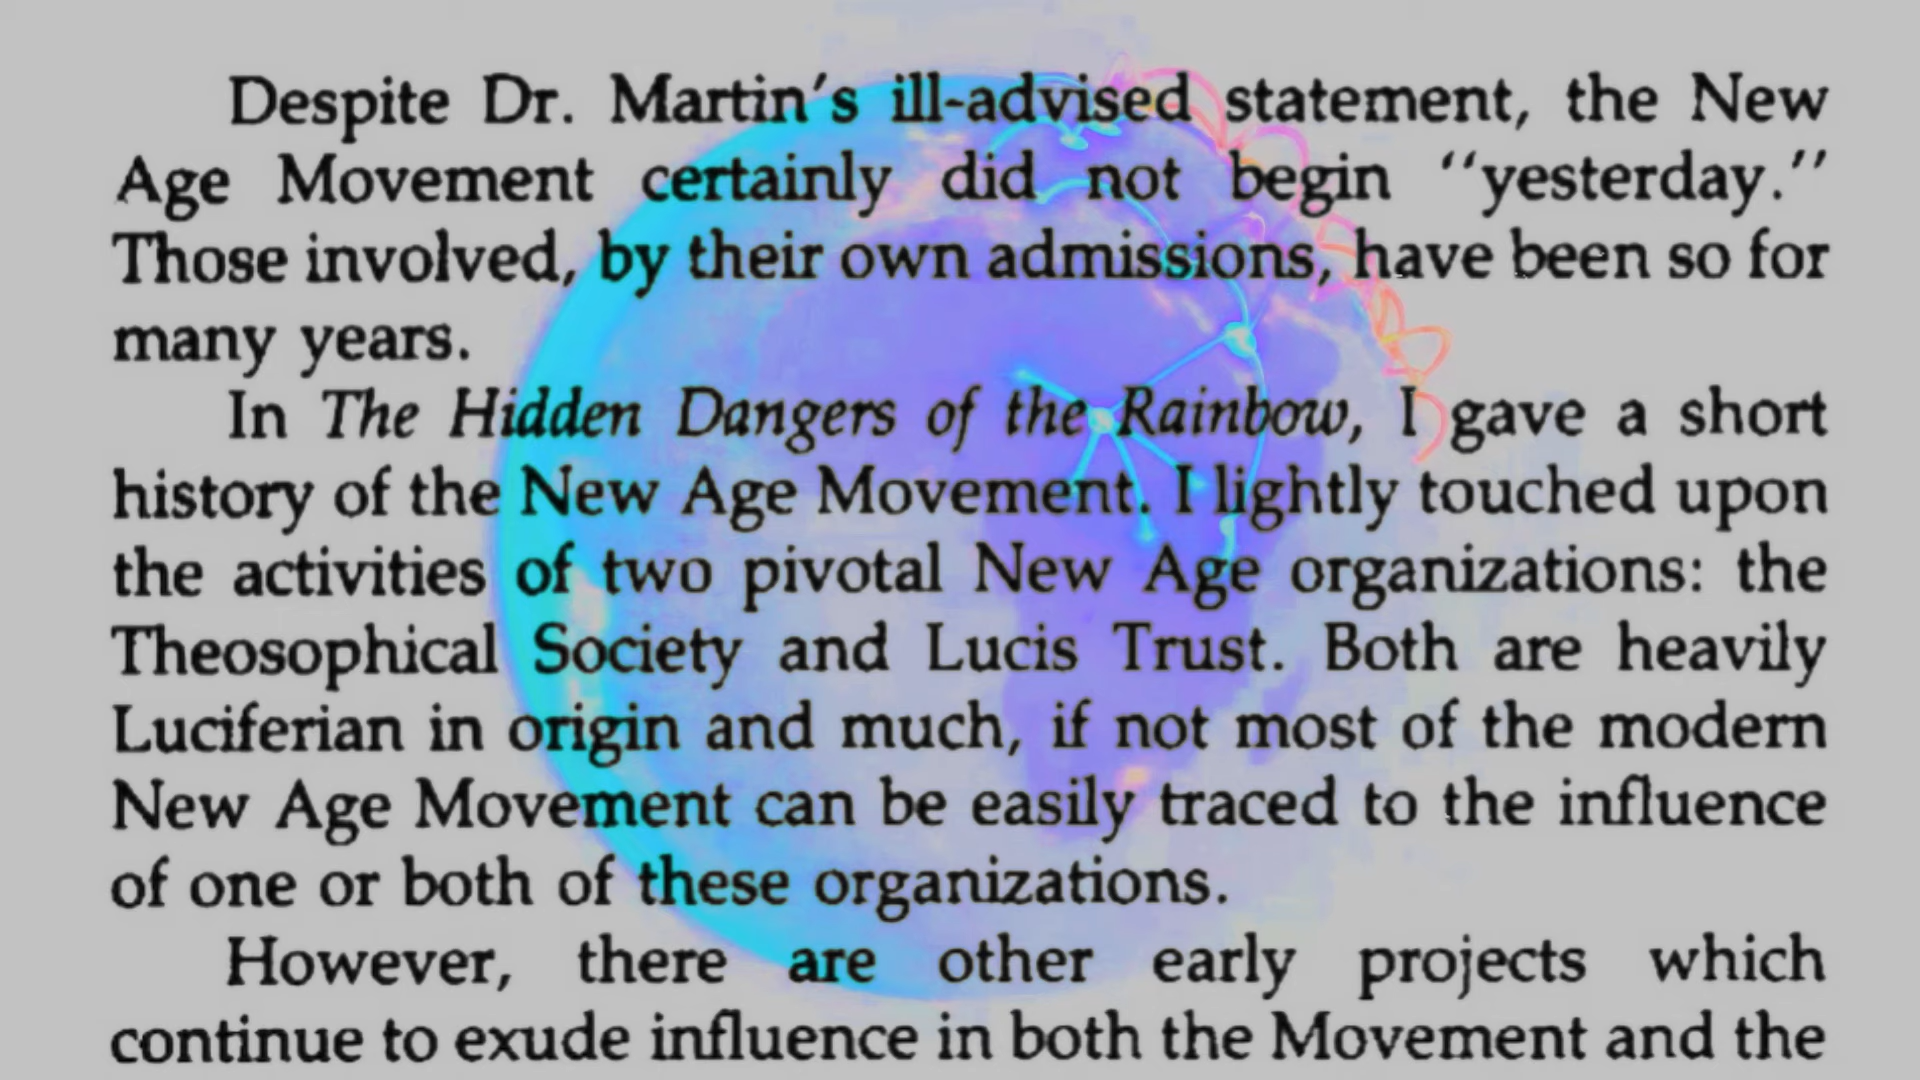 Despite Dr. Martin's ill-advised statement, the New
Age Movement certainly did not begin "yesterday."
Those involved, by their own admissions, have been so for
many years.
In The Hidden Dangers of the Rainbow, I gave a short
history of the New Age Movement. I lightly touched upon
the activities of two pivotal New Age organizations: the
Theosophical Society and Lucis Trust. Both are heavily
Luciferian in origin and much, if not most of the modern
New Age Movement can be easily traced to the influence
of one or both of these organizations.
However, there are other early projects which
continue to exude influence in both the Movement and the